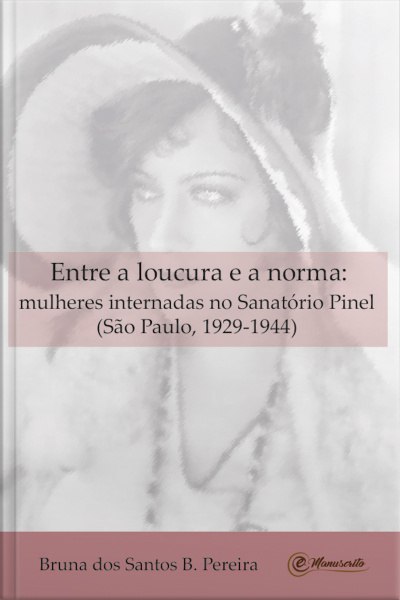 Entre a loucura e a norma:
mulheres internadas no Sanatório Pinel
(São Paulo, 1929-1944)
Bruna dos Santos B. Pereira
e Manuscrito